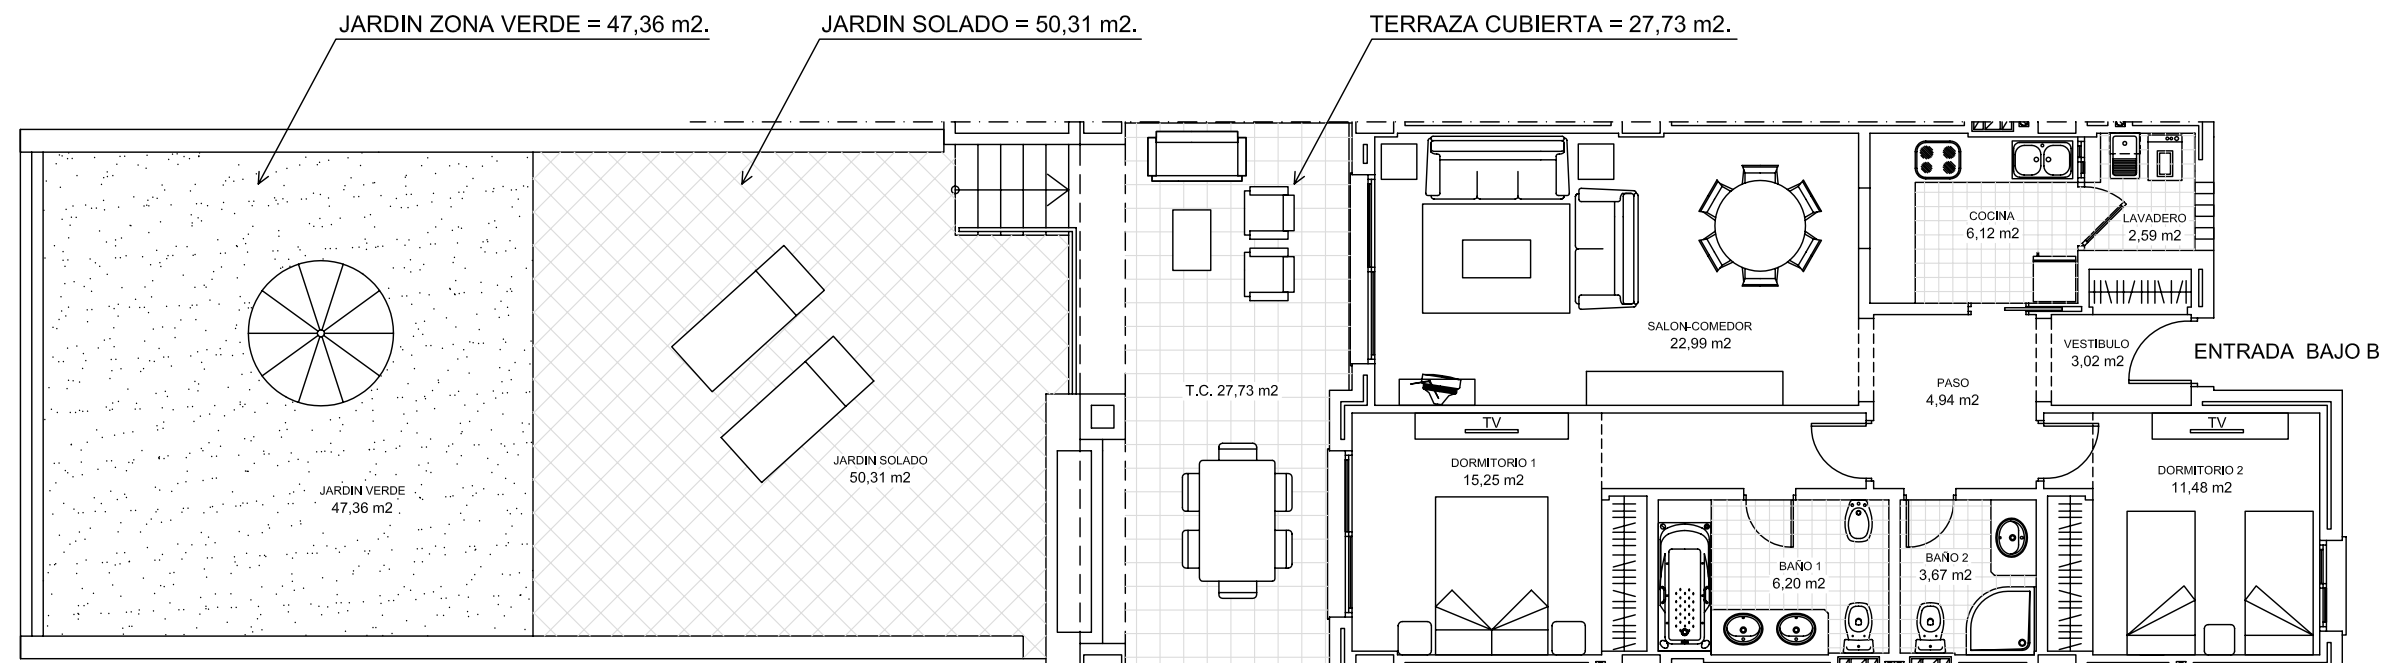 JARDIN ZONA VERDE = 47,36 m2.
JARDIN SOLADO = 50,31 m2.
TERRAZA CUBIERTA = 27,73 m2.
COCINA
6,12 m2
LAVADERO
2,59 m2
SALON-COMEDOR
22,99 m2
VESTIBULO
3,02 m2
ENTRADA BAJO B
T.C. 27,73 m2
PASO
4,94 m2
TV
TV
JARDIN SOLADO
50,31 m2
DORMITORIO 1
15,25 m2
DORMITORIO 2
11,48 m2
JARDIN VERDE
47,36 m2
BAÑO 1
6,20 m2
BAÑO 2
3,67 m2